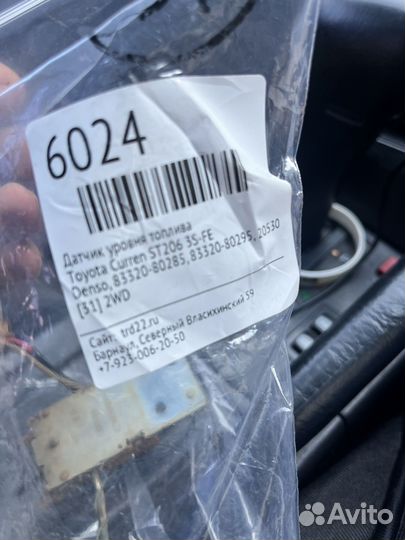 6024
Датчик уровня топлива
Toyota Curren ST206 3S-FE
Denso, 83320-80285, 83320-80295, 20530
[31] 2WD
Сайт: trd22.ru
Барнаул, Северный Власихинский 59
+7-923-006-20-50
Avito